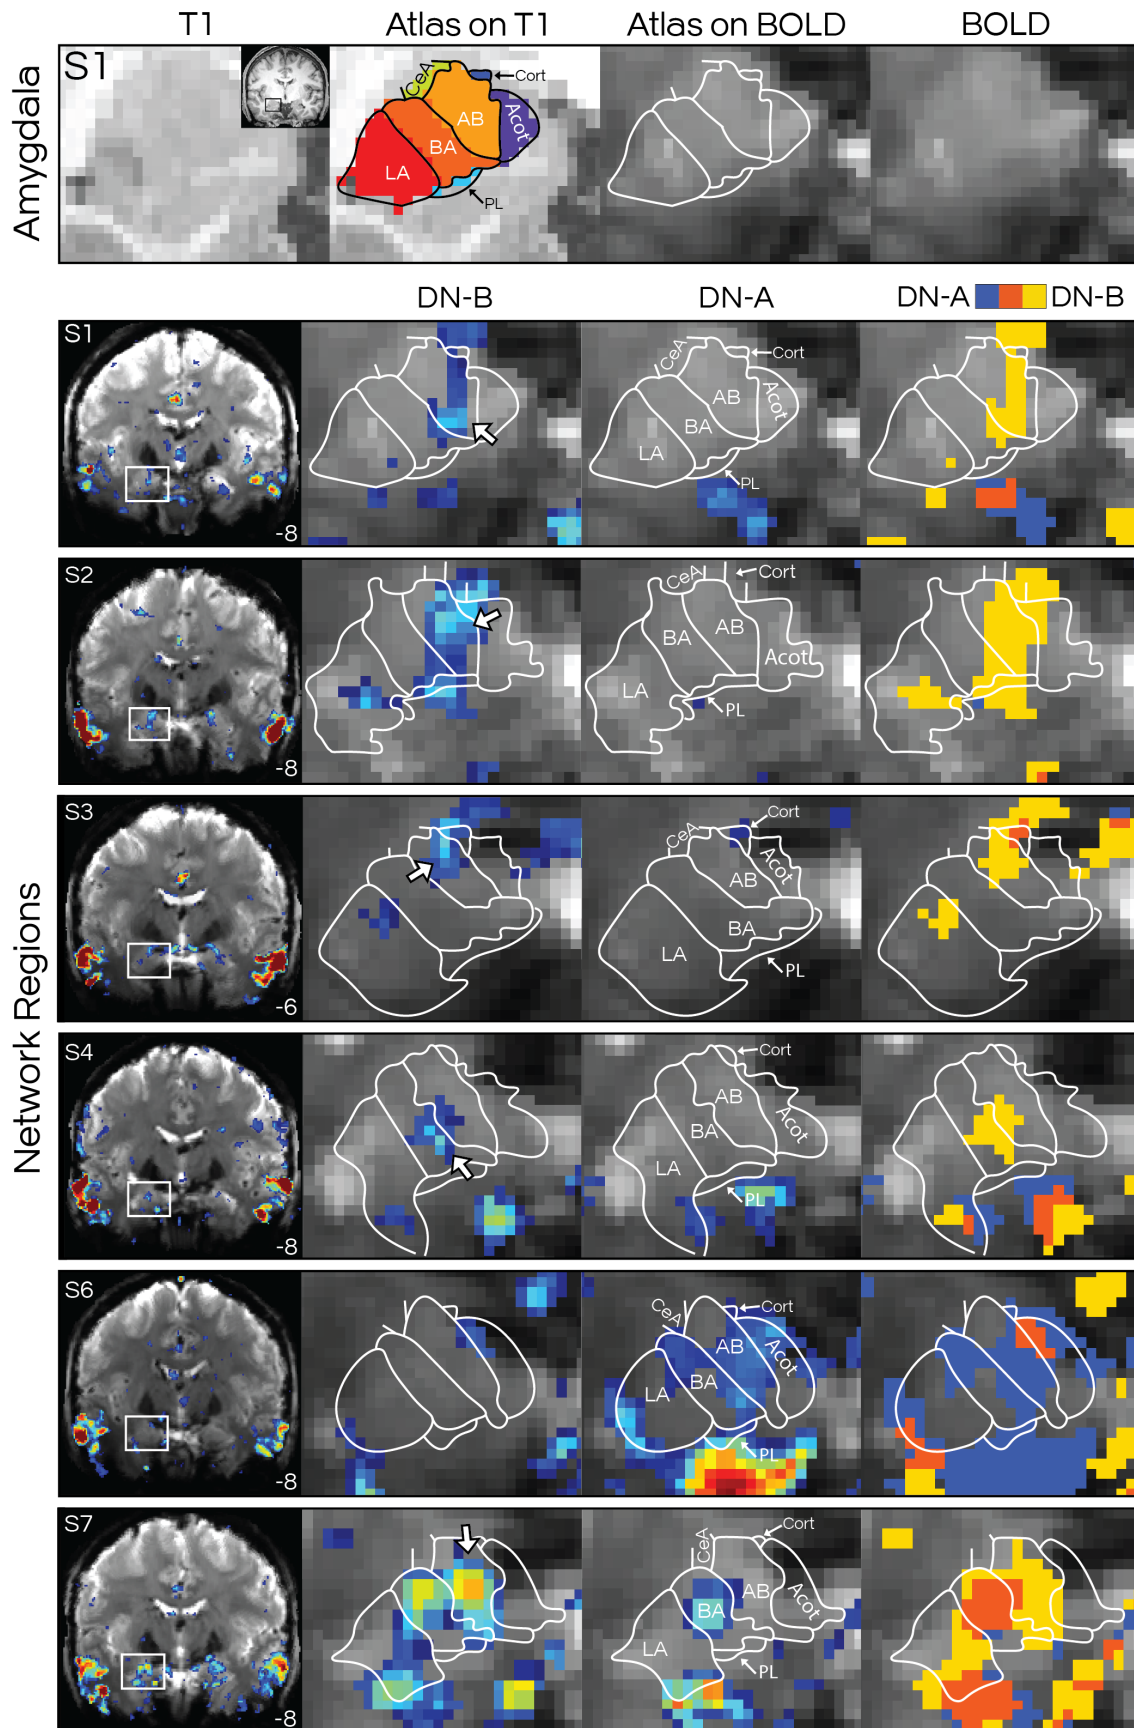 T1 Atlas on T1 Atlas on BOLD BOLD
Amygdala
S1
CeA
Cort
AB
Acot
BA
LA
PL
DN-B DN-A DN-A DN-B
Network Regions
S1
-8
CeA
Cort
AB
Acot
BA
LA
PL
S2
-8
CeA
Cort
BA
AB
Acot
LA
PL
S3
-6
Cort
CeA
Acot
AB
BA
LA
PL
S4
-8
Cort
AB
BA
Acot
LA
PL
S6
-8
CeA
Cort
AB
Acot
BA
LA
PL
S7
-8
Cort
CeA
AB
Acot
BA
LA
PL